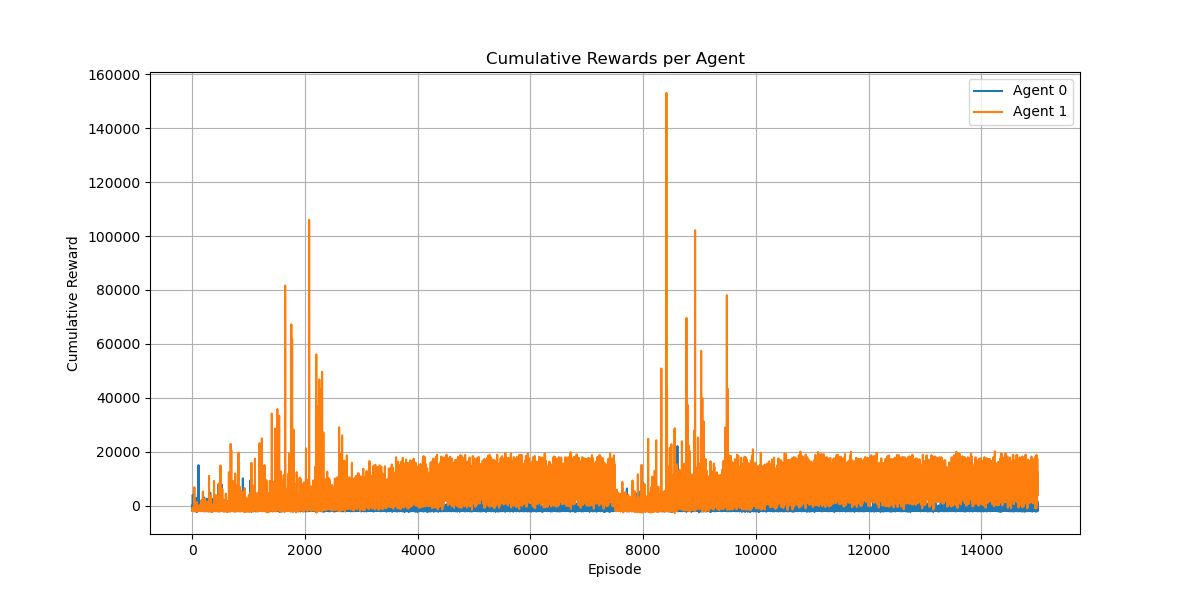 Cumulative Rewards per Agent
160000
140000
120000
100000
80000
60000
40000
20000
0
Cumulative Reward
Agent 0
Agent 1
0 2000 4000 6000 8000 10000 12000 14000
Episode